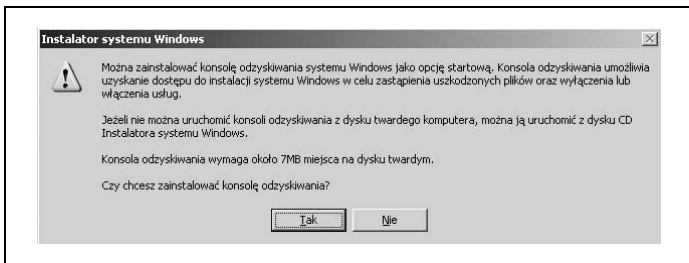 Instalator systemu Windows
Można zainstalować konsolę odzyskiwania systemu Windows jako opcję startową. Konsola odzyskiwania umożliwia
uzyskanie dostępu do instalacji systemu Windows w celu zastąpienia uszkodzonych plików oraz wyłączenia lub
włączenia usług.
Jeżeli nie można uruchomić konsoli odzyskiwania z dysku twardego komputera, można ją uruchomić z dysku CD
Instalatora systemu Windows.
Konsola odzyskiwania wymaga około 7MB miejsca na dysku twardym.
Czy chcesz zainstalować konsolę odzyskiwania?
Tak Nie